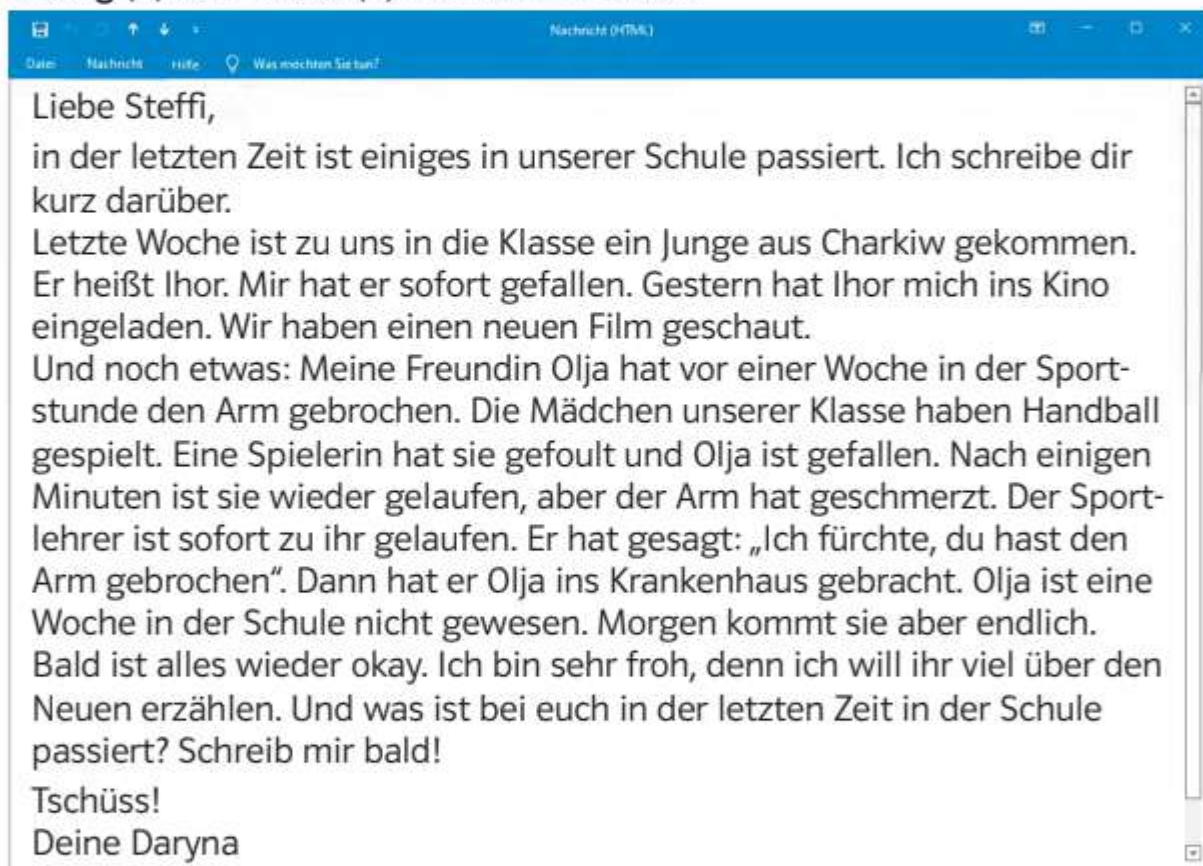 Nachricht (HTML)
Datei Nachricht Hilfe Was möchten Sie tun?
Liebe Steffi,
in der letzten Zeit ist einiges in unserer Schule passiert. Ich schreibe dir
kurz darüber.
Letzte Woche ist zu uns in die Klasse ein Junge aus Charkiw gekommen.
Er heißt Ihor. Mir hat er sofort gefallen. Gestern hat Ihor mich ins Kino
eingeladen. Wir haben einen neuen Film geschaut.
Und noch etwas: Meine Freundin Olja hat vor einer Woche in der Sport-
stunde den Arm gebrochen. Die Mädchen unserer Klasse haben Handball
gespielt. Eine Spielerin hat sie gefoult und Olja ist gefallen. Nach einigen
Minuten ist sie wieder gelaufen, aber der Arm hat geschmerzt. Der Sport-
lehrer ist sofort zu ihr gelaufen. Er hat gesagt: „Ich fürchte, du hast den
Arm gebrochen“. Dann hat er Olja ins Krankenhaus gebracht. Olja ist eine
Woche in der Schule nicht gewesen. Morgen kommt sie aber endlich.
Bald ist alles wieder okay. Ich bin sehr froh, denn ich will ihr viel über den
Neuen erzählen. Und was ist bei euch in der letzten Zeit in der Schule
passiert? Schreib mir bald!
Tschüss!
Deine Daryna